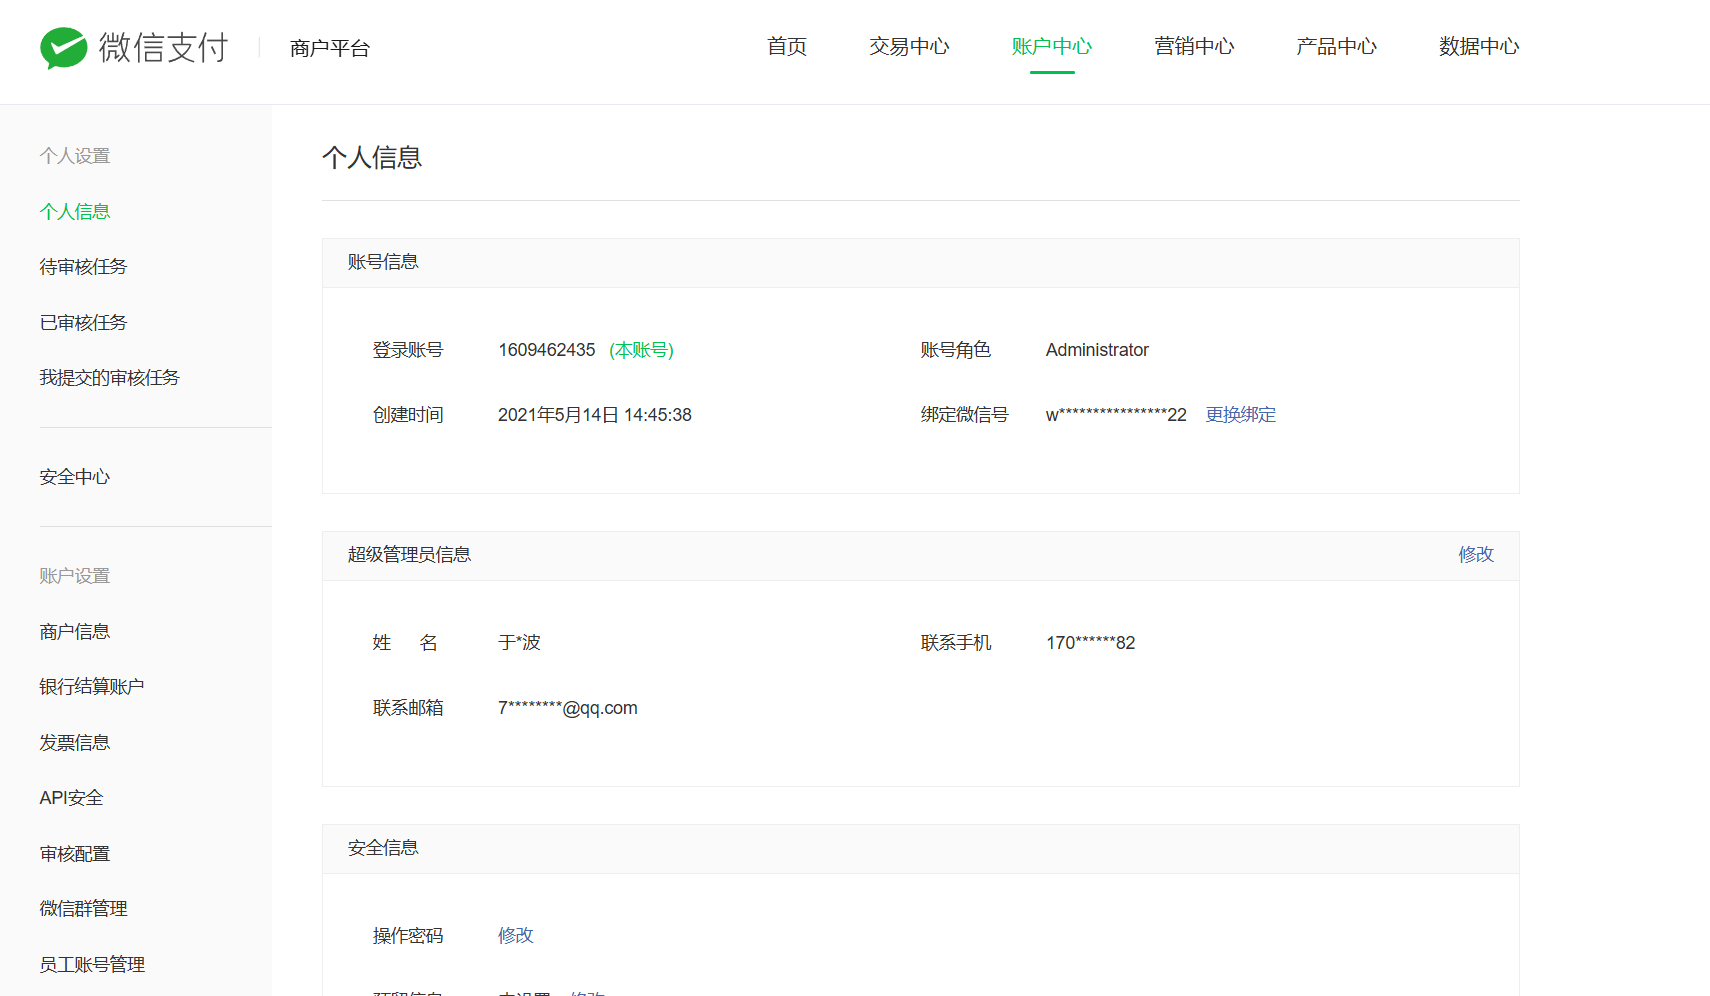 微信支付
商户平台
首页 交易中心 账户中心 营销中心 产品中心 数据中心
个人设置
个人信息
待审核任务
已审核任务
我提交的审核任务
安全中心
账户设置
商户信息
银行结算账户
发票信息
API安全
审核配置
微信群管理
员工账号管理
个人信息
账号信息
登录账号 1609462435 (本账号) 账号角色 Administrator
创建时间 2021年5月14日 14:45:38 绑定微信号 w****************22 更换绑定
超级管理员信息 修改
姓 名 于*波 联系手机 170******82
联系邮箱 7********@qq.com
安全信息
操作密码 修改